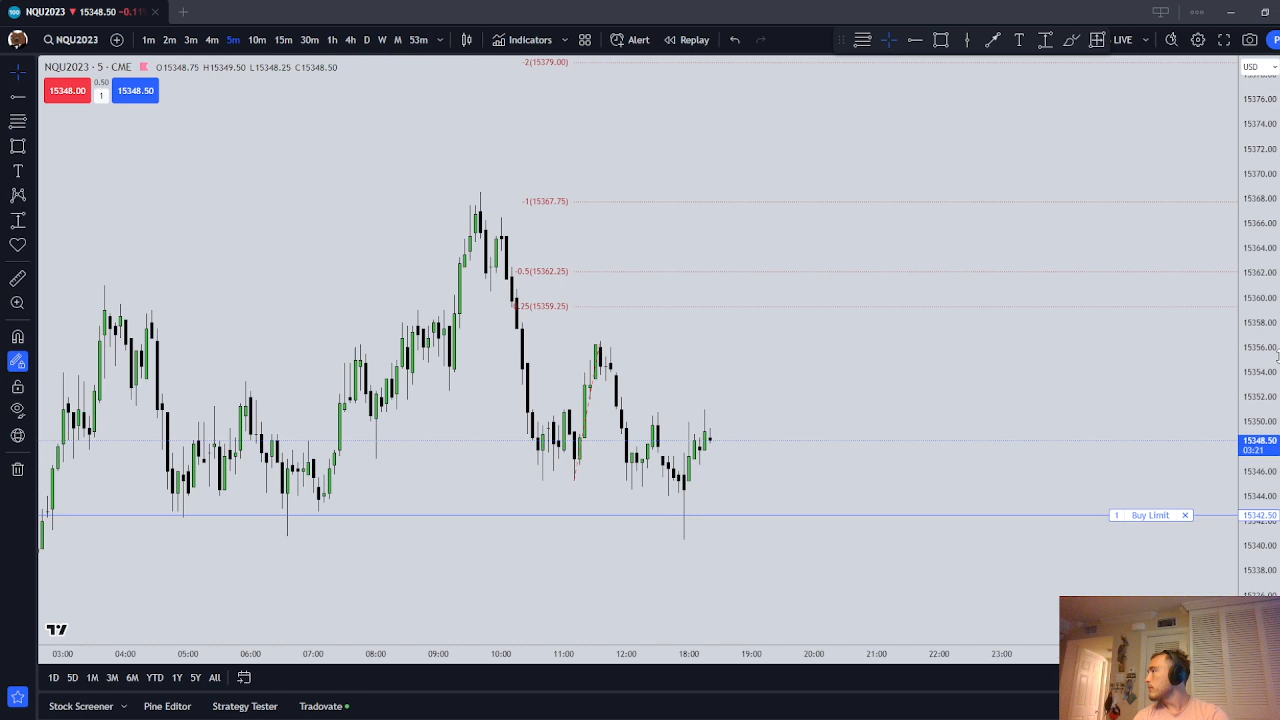 NQU2023 ▼ 15348.50 -0.11%
NQU2023 1m 2m 3m 4m 5m 10m 15m 30m 1h 4h D W M 53m Indicators Alert Replay LIVE
NQU2023 · 5 · CME O15348.75 H15349.50 L15348.25 C15348.50
USD
15348.00 0.50 1 15348.50
-2(15379.00)
-1(15367.75)
-0.5(15362.25)
.25(15359.25)
15376.00
15374.00
15372.00
15370.00
15368.00
15366.00
15364.00
15362.00
15360.00
15358.00
15356.00
15354.00
15352.00
15350.00
15348.50
03:21
15346.00
15344.00
1 Buy Limit × 15342.50
15340.00
15338.00
03:00 04:00 05:00 06:00 07:00 08:00 09:00 10:00 11:00 12:00 18:00 19:00 20:00 21:00 22:00 23:00
1D 5D 1M 3M 6M YTD 1Y 5Y All
Stock Screener Pine Editor Strategy Tester Tradovate